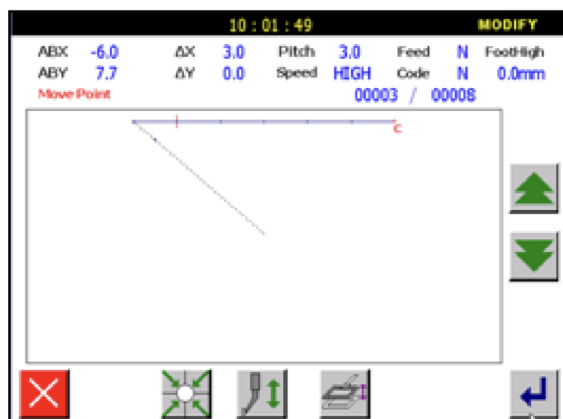 10:01:49 MODIFY
ABX -6.0 ΔX 3.0 Pitch 3.0 Feed N FootHigh
ABY 7.7 ΔY 0.0 Speed HIGH Code N 0.0mm
Move Point 00003 / 00008
C